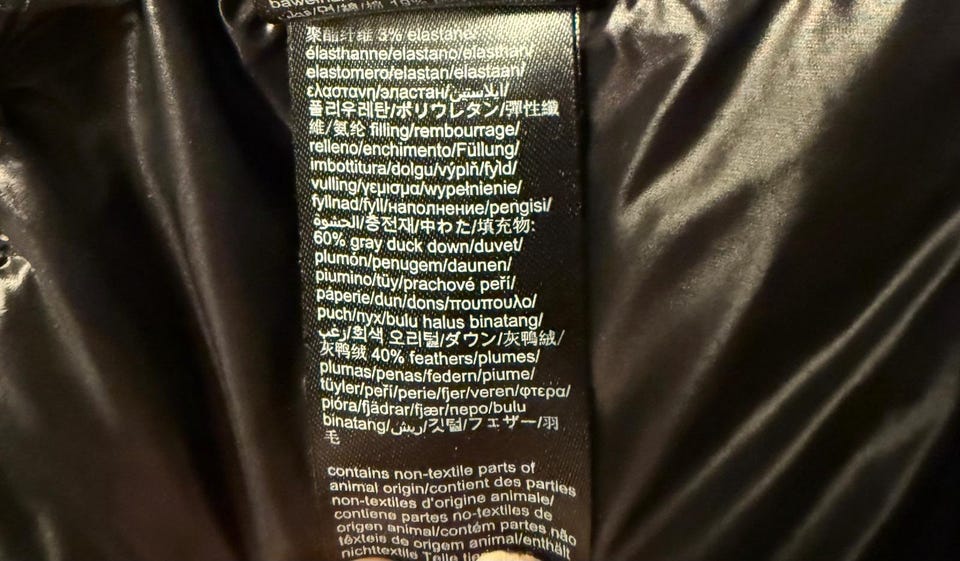 聚酯纤维 3% elastane/
élasthanne/elastano/elasthan/
elastomero/elastan/elastaan/
ελαστανη/эластан/إيلاستين/
폴리우레탄/ポリウレタン/彈性纖
維/氨纶 filling/rembourrage/
relleno/enchimento/Füllung/
imbottitura/dolgu/výplň/fyld/
vulling/γεμισμα/wypełnienie/
fyllnad/fyll/наполнение/pengisi/
الحشوة/충전재/中わた/填充物:
60% gray duck down/duvet/
plumón/penugem/daunen/
piumino/tüy/prachové peří/
paperie/dun/dons/πουπουλο/
puch/пух/bulu halus binatang/
زغب/회색 오리털/ダウン/灰鴨絨/
灰鸭绒 40% feathers/plumes/
plumas/penas/federn/piume/
tüyler/peří/perie/fjer/veren/φτερα/
pióra/fjädrar/fjær/перо/bulu
binatang/ريش/깃털/フェザー/羽
毛
contains non-textile parts of
animal origin/contient des parties
non-textiles d'origine animale/
contiene partes no-textiles de
origen animal/contém partes não
têxteis de origem animal/enthält
nichttextile Teile